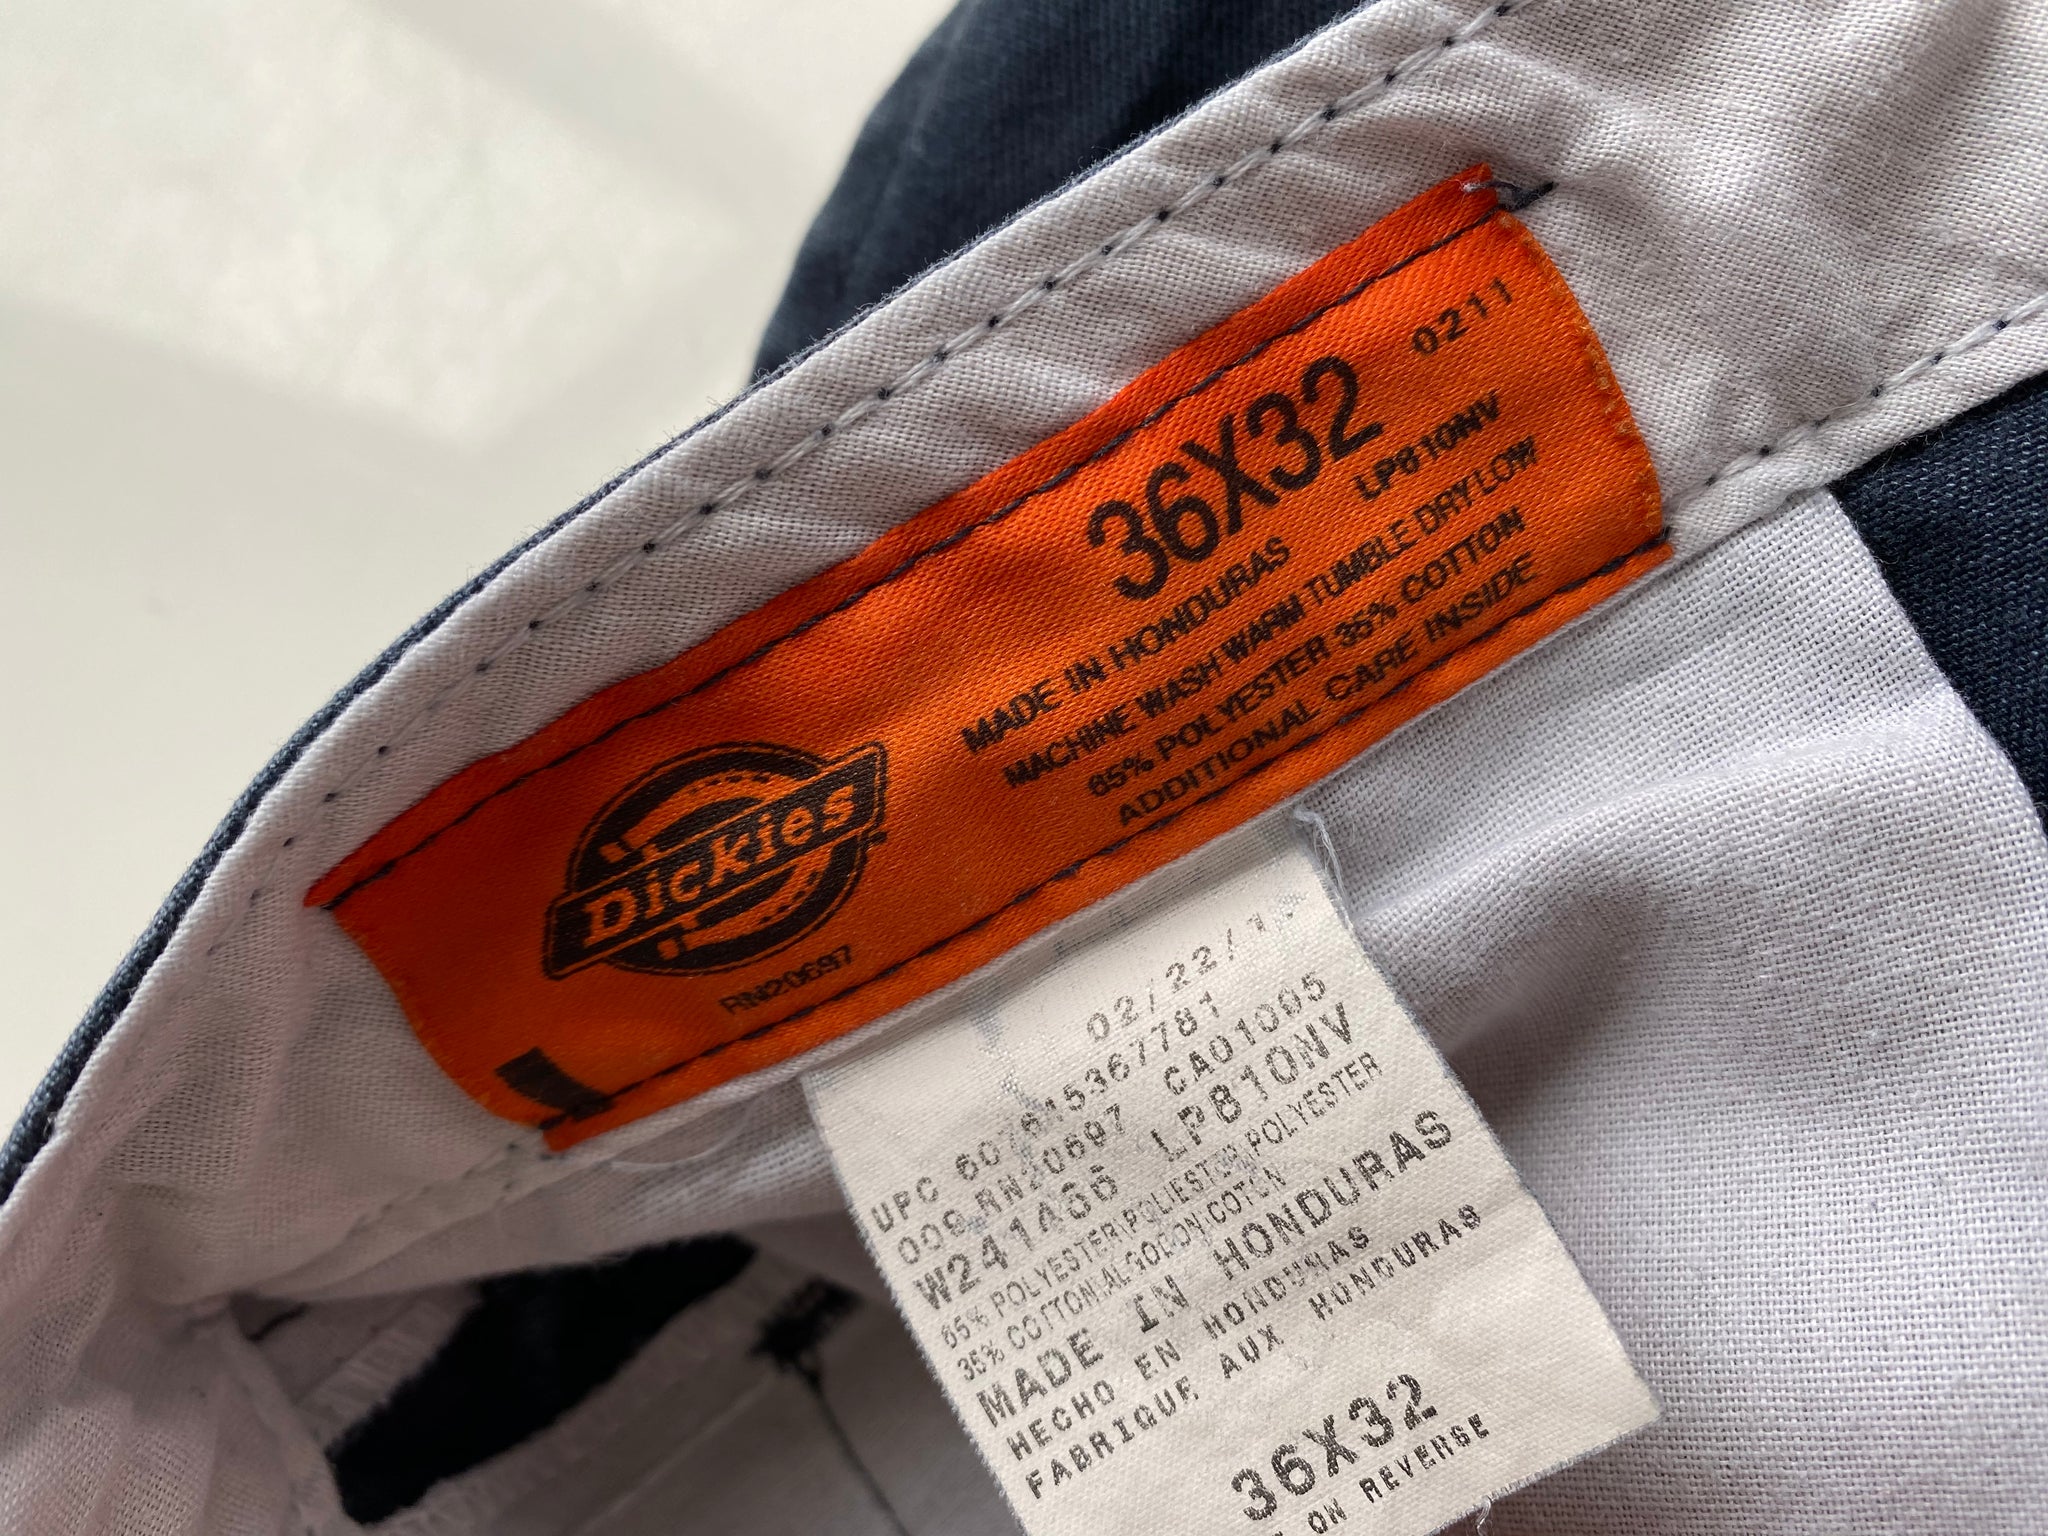 0211
36X32
LP810NV
MADE IN HONDURAS
MACHINE WASH WARM TUMBLE DRY LOW
65% POLYESTER 35% COTTON
ADDITIONAL CARE INSIDE
Dickies
RN20697
02/22/
UPC 607645367781
009 RN20697 CA01005
W241466 LP810NV
65% POLYESTER\POLIESTER\POLYESTER
35% COTTON\ALGODON\COTON
MADE IN HONDURAS
HECHO EN HONDURAS
FABRIQUE AUX HONDURAS
36X32
ON REVERSE